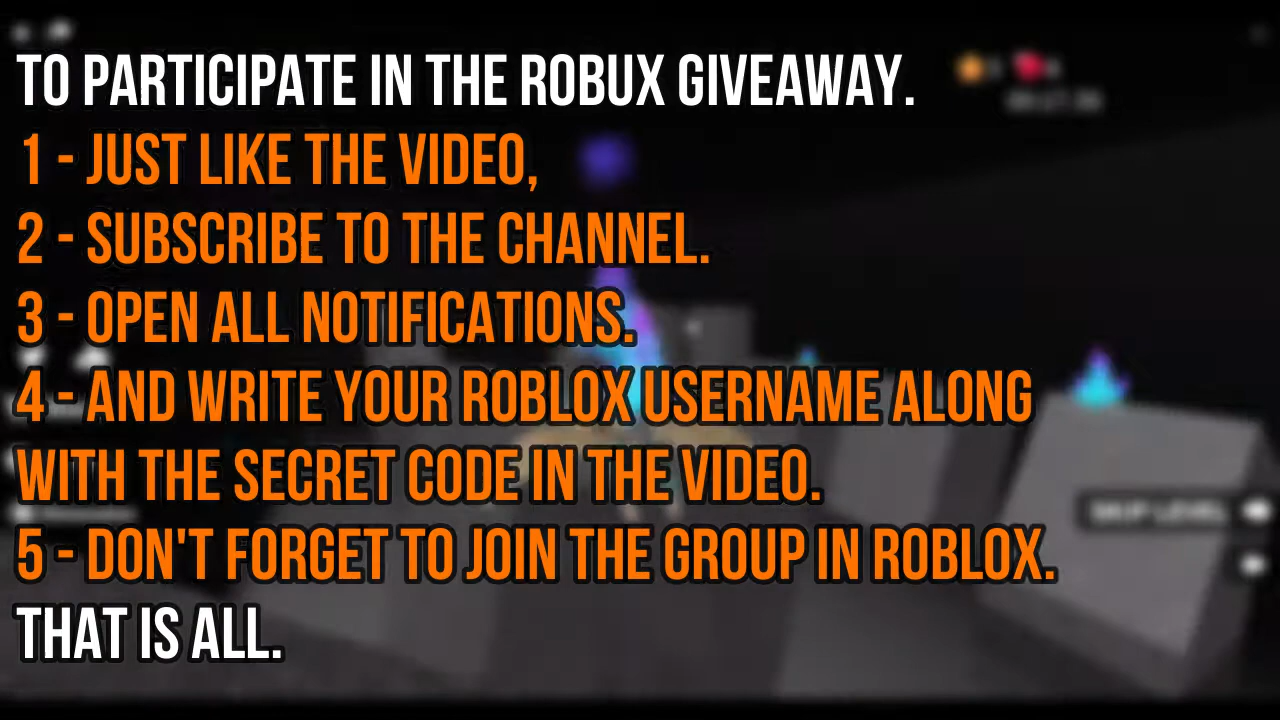 TO PARTICIPATE IN THE ROBUX GIVEAWAY.
1 - JUST LIKE THE VIDEO,
2 - SUBSCRIBE TO THE CHANNEL.
3 - OPEN ALL NOTIFICATIONS.
4 - AND WRITE YOUR ROBLOX USERNAME ALONG
WITH THE SECRET CODE IN THE VIDEO.
SKIP LEVEL
5 - DON'T FORGET TO JOIN THE GROUP IN ROBLOX.
THAT IS ALL.